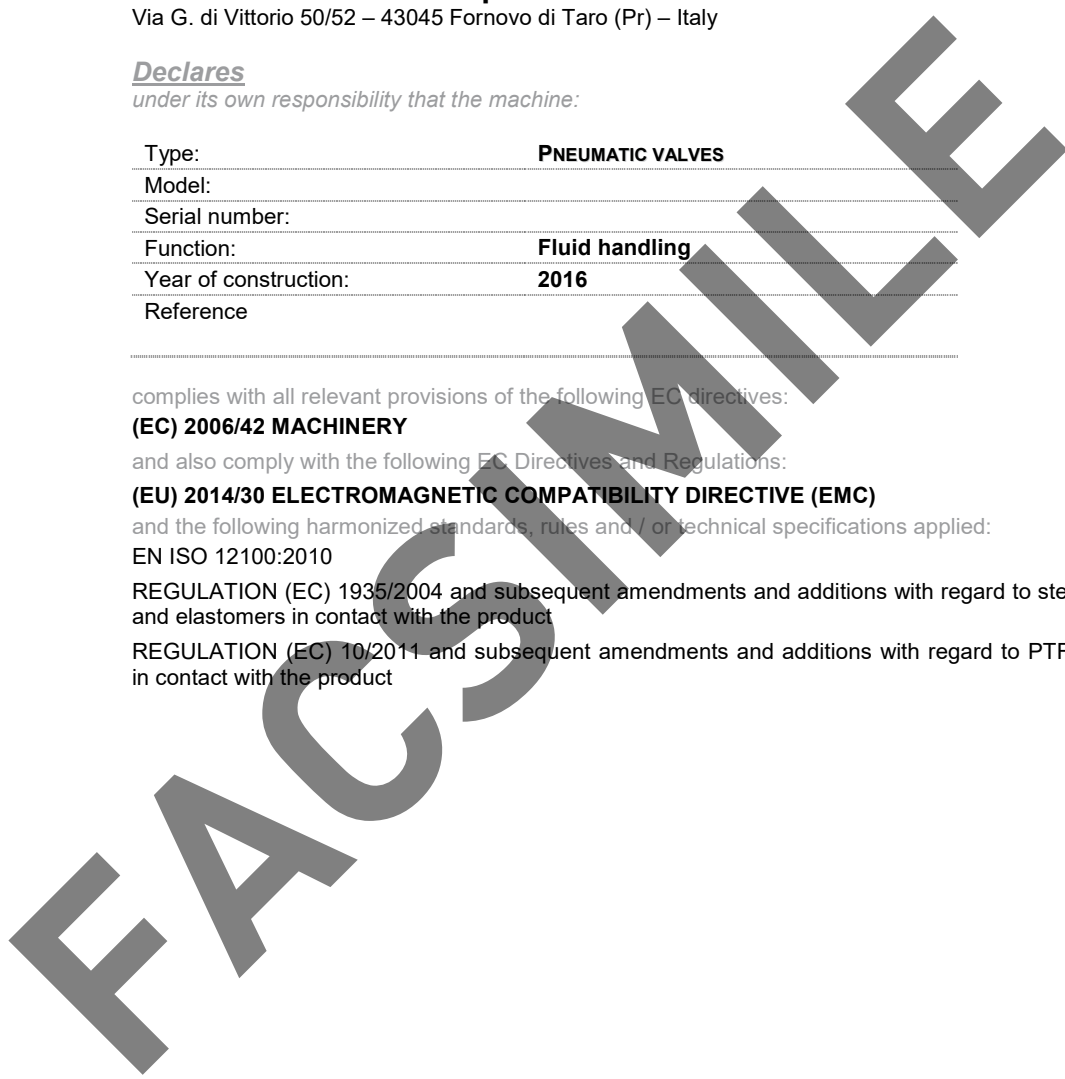 Via G. di Vittorio 50/52 – 43045 Fornovo di Taro (Pr) – Italy
Declares
under its own responsibility that the machine:
Type: PNEUMATIC VALVES
Model:
Serial number:
Function: Fluid handling
Year of construction: 2016
Reference
complies with all relevant provisions of the following EC directives:
(EC) 2006/42 MACHINERY
and also comply with the following EC Directives and Regulations:
(EU) 2014/30 ELECTROMAGNETIC COMPATIBILITY DIRECTIVE (EMC)
and the following harmonized standards, rules and / or technical specifications applied:
EN ISO 12100:2010
REGULATION (EC) 1935/2004 and subsequent amendments and additions with regard to
and elastomers in contact with the product
REGULATION (EC) 10/2011 and subsequent amendments and additions with regard to
in contact with the product
FACSIMILE